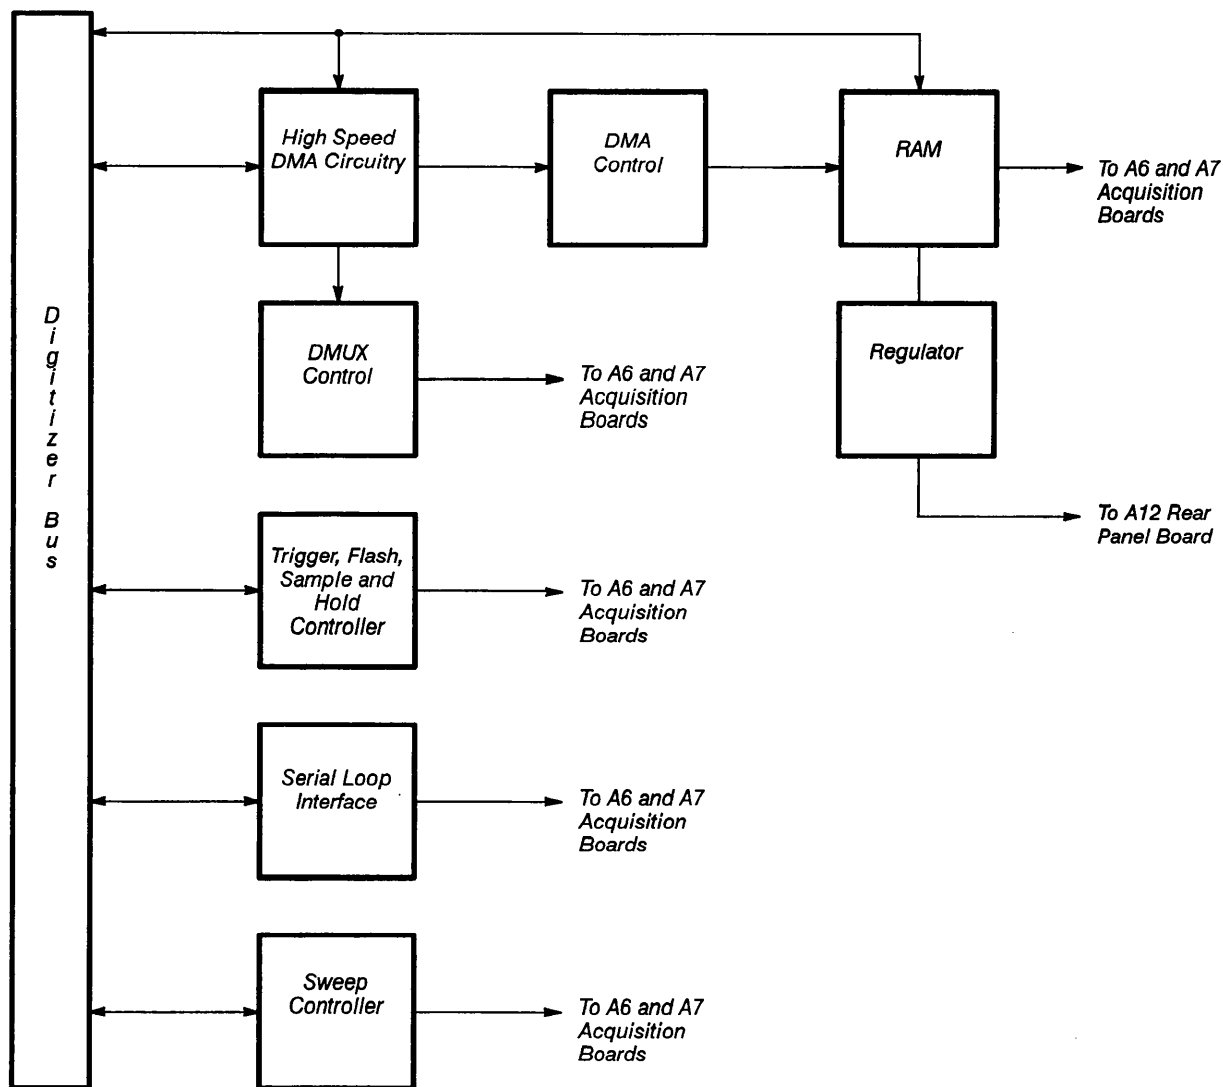 High Speed
DMA Circuitry
DMA
Control
RAM
To A6 and A7
Acquisition
Boards
Digitizer Bus
DMUX
Control
To A6 and A7
Acquisition
Boards
Regulator
To A12 Rear
Panel Board
Trigger, Flash,
Sample and
Hold
Controller
To A6 and A7
Acquisition
Boards
Serial Loop
Interface
To A6 and A7
Acquisition
Boards
Sweep
Controller
To A6 and A7
Acquisition
Boards